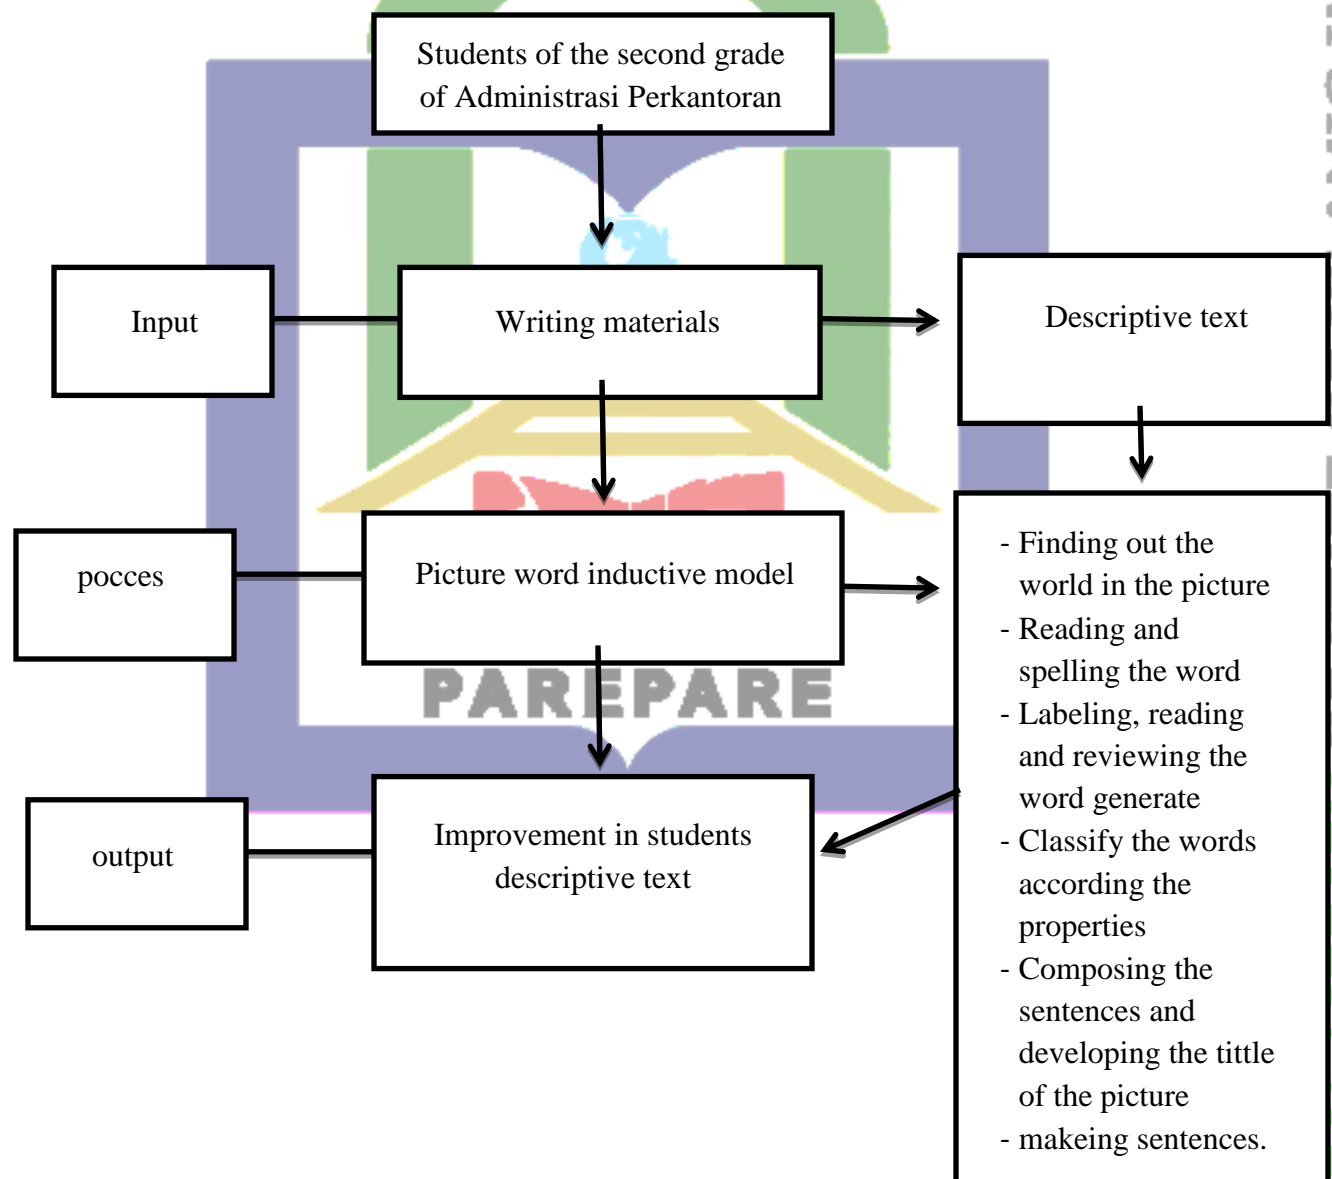 Students of the second grade
of Administrasi Perkantoran
Input
Writing materials
Descriptive text
pocces
Picture word inductive model
- Finding out the
world in the picture
- Reading and
spelling the word
- Labeling, reading
and reviewing the
word generate
- Classify the words
according the
properties
- Composing the
sentences and
developing the tittle
of the picture
- makeing sentences.
PAREPARE
output
Improvement in students
descriptive text